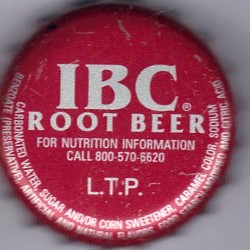 IBC®
ROOT BEER
FOR NUTRITION INFORMATION
CALL 800-570-6620
L.T.P.
CARBONATED WATER, SUGAR AND/OR CORN SWEETENER, CARAMEL COLOR, SODIUM
BENZOATE (PRESERVATIVE), ARTIFICIAL AND NATURAL FLAVORS, CITRIC ACID